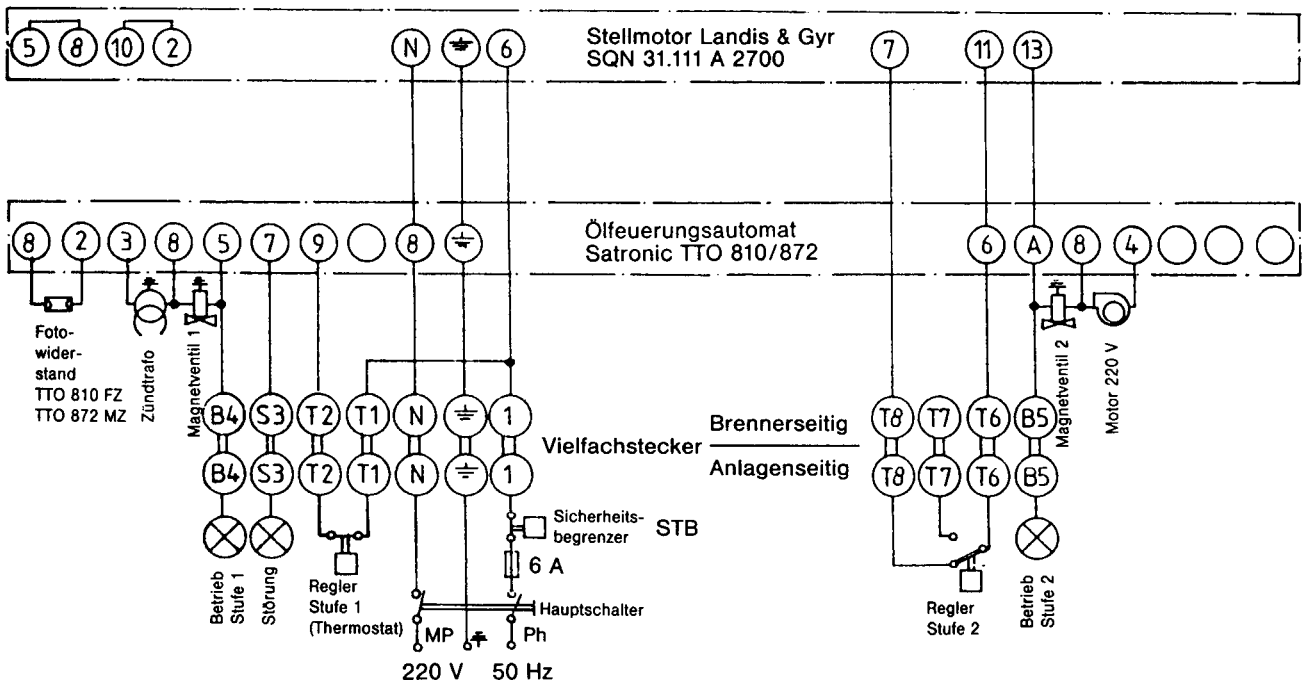 5 8 10 2 N 6 Stellmotor Landis & Gyr 7 11 13
SQN 31.111 A 2700
8 2 3 8 5 7 9 8 Ölfeuerungsautomat 6 A 8 4
Satronic TTO 810/872
Foto-
wider-
stand
TTO 810 FZ
TTO 872 MZ
Zündtrafo
Magnetventil 1
Magnetventil 2
Motor 220 V
B4 S3 T2 T1 N 1 Vielfachstecker Brennerseitig T8 T7 T6 B5
B4 S3 T2 T1 N 1 Anlagenseitig T8 T7 T6 B5
Sicherheits-
begrenzer
STB
6 A
Betrieb
Stufe 1
Störung
Regler
Stufe 1
(Thermostat)
Hauptschalter
MP Ph
220 V 50 Hz
Regler
Stufe 2
Betrieb
Stufe 2